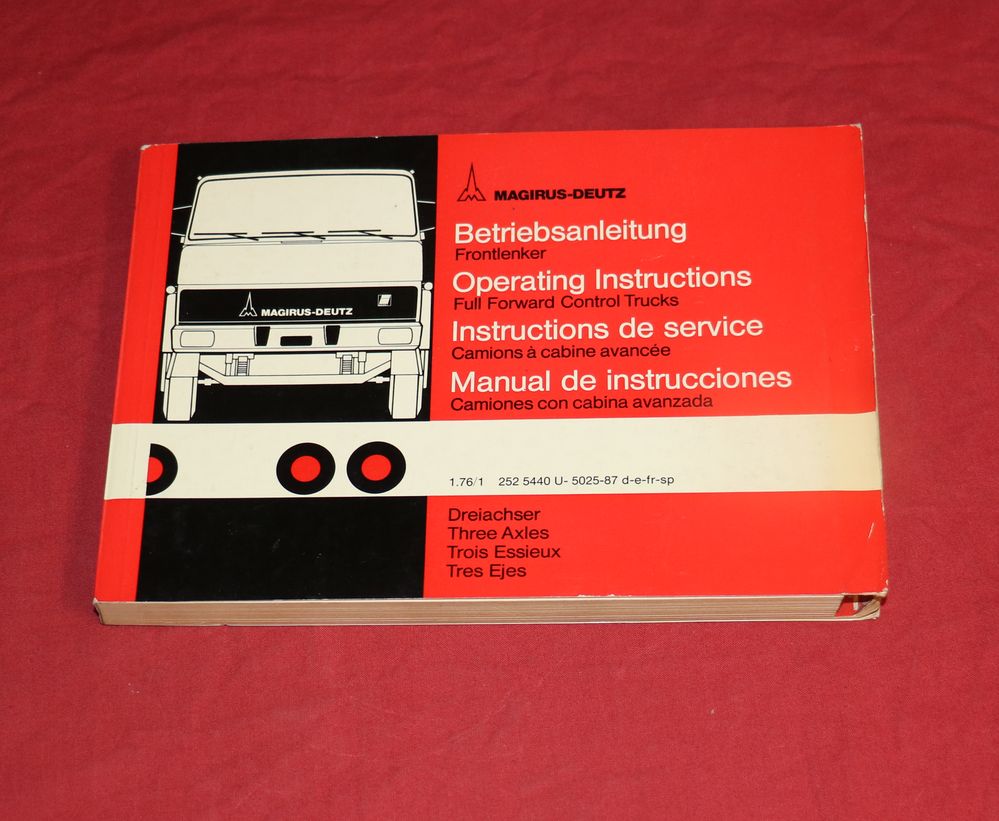 MAGIRUS-DEUTZ
Betriebsanleitung
Frontlenker
Operating Instructions
Full Forward Control Trucks
Instructions de service
Camions à cabine avancée
Manual de instrucciones
Camiones con cabina avanzada
MAGIRUS-DEUTZ
1.76/1 252 5440 U- 5025-87 d-e-fr-sp
Dreiachser
Three Axles
Trois Essieux
Tres Ejes